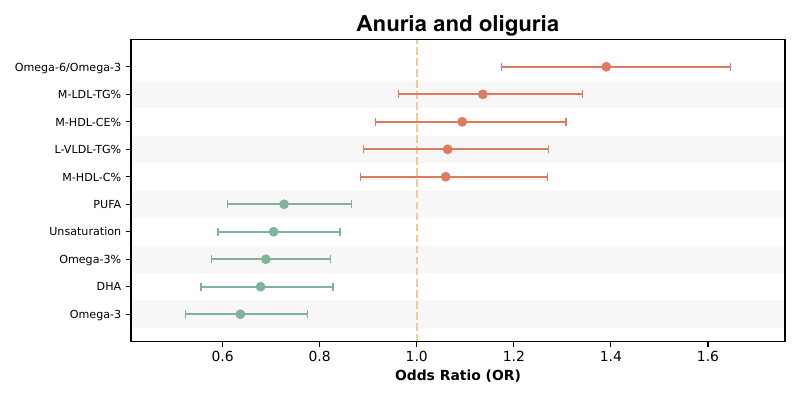 Anuria and oliguria
Omega-6/Omega-3
M-LDL-TG%
M-HDL-CE%
L-VLDL-TG%
M-HDL-C%
PUFA
Unsaturation
Omega-3%
DHA
Omega-3
0.6 0.8 1.0 1.2 1.4 1.6
Odds Ratio (OR)